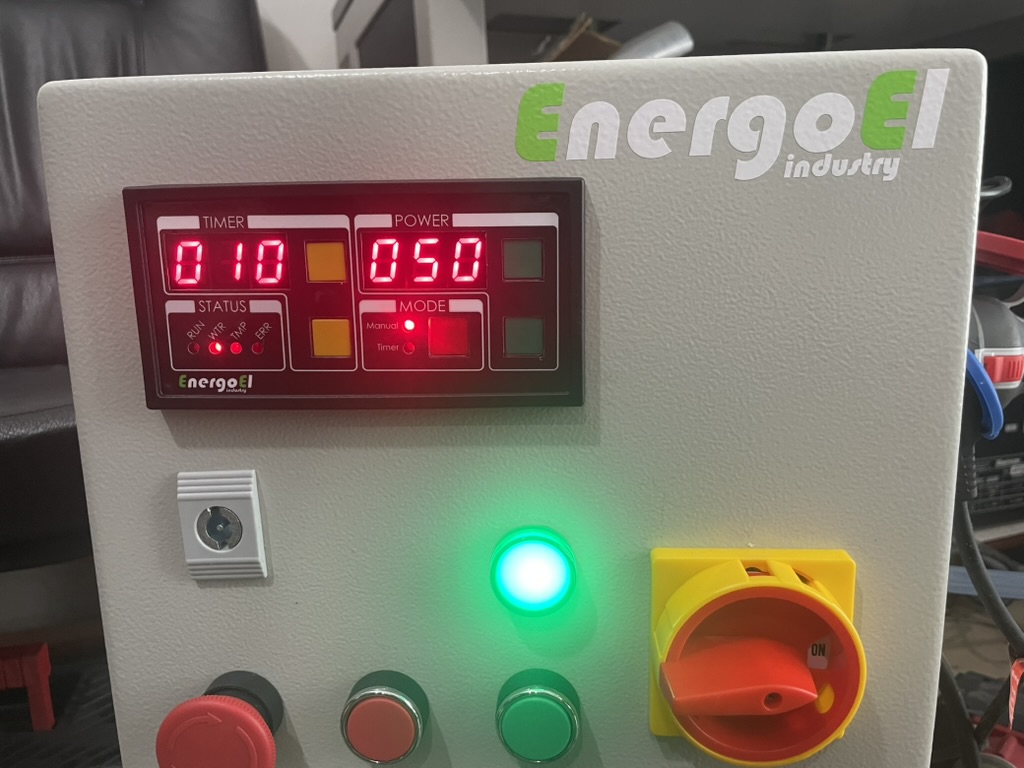 EnergoEl
industry
TIMER POWER
010 050
STATUS MODE
RUN WTR TMP ERR
Manual
Timer
EnergoEl
industry
ON